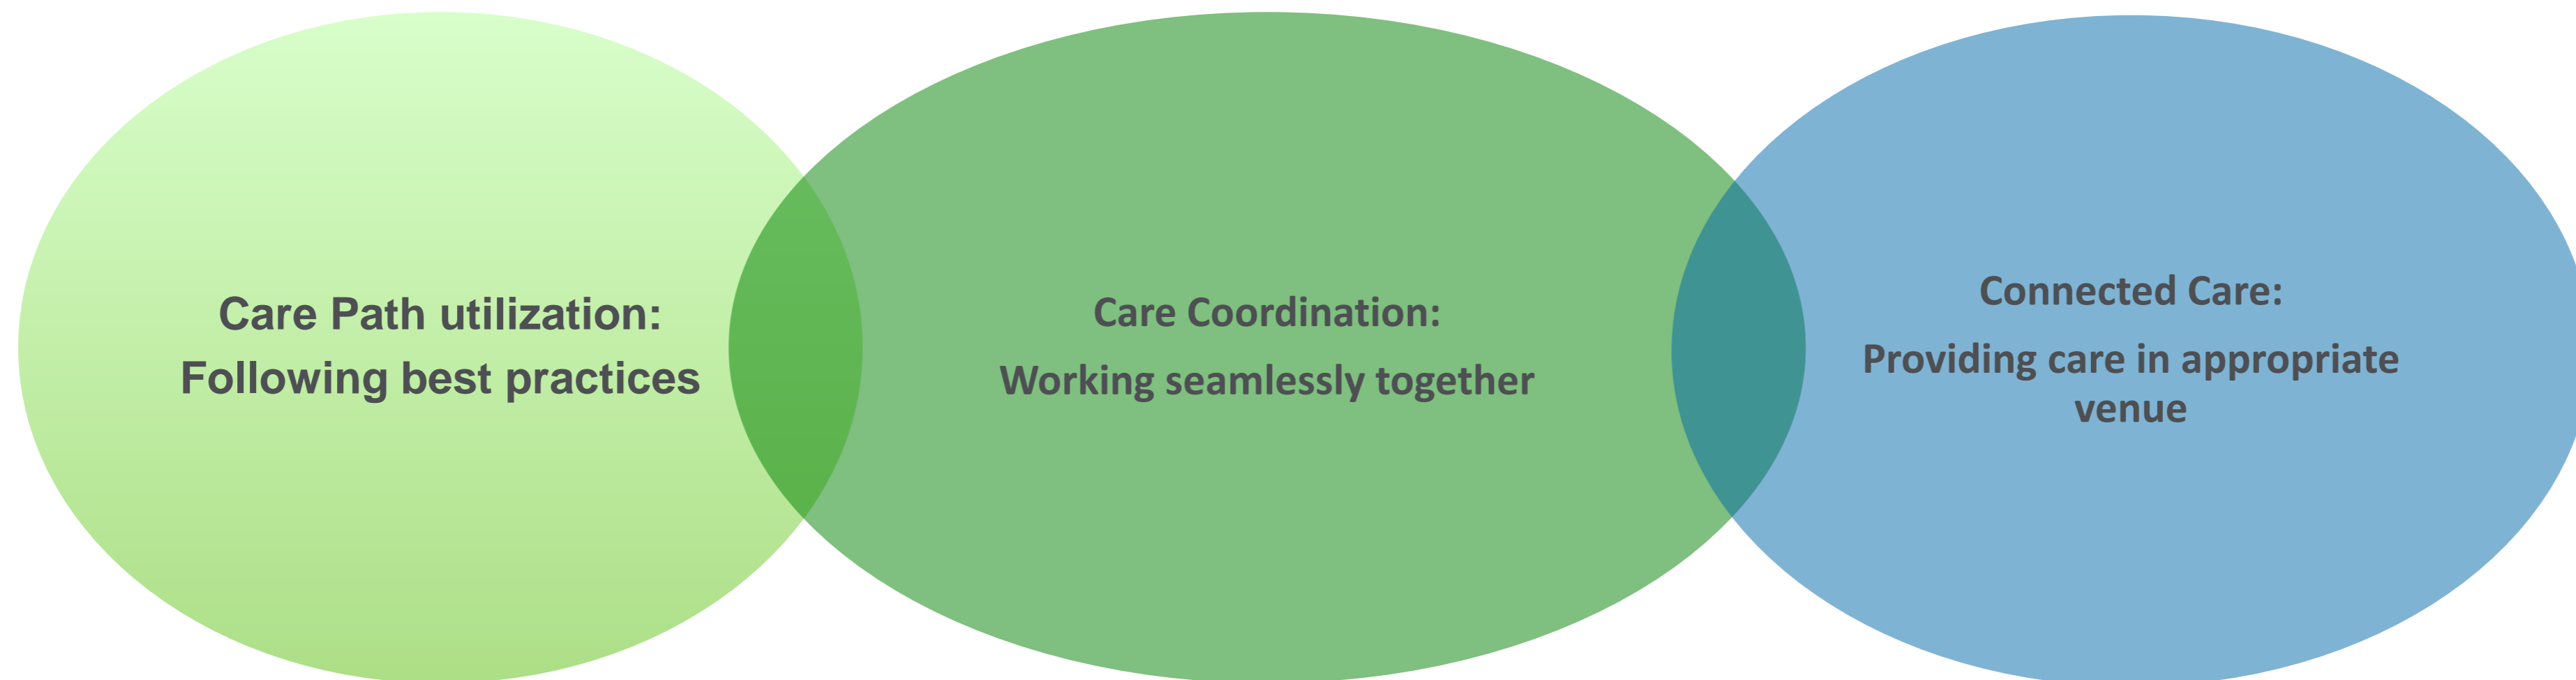 Care Path utilization:
Following best practices
Care Coordination:
Working seamlessly together
Connected Care:
Providing care in appropriate
venue